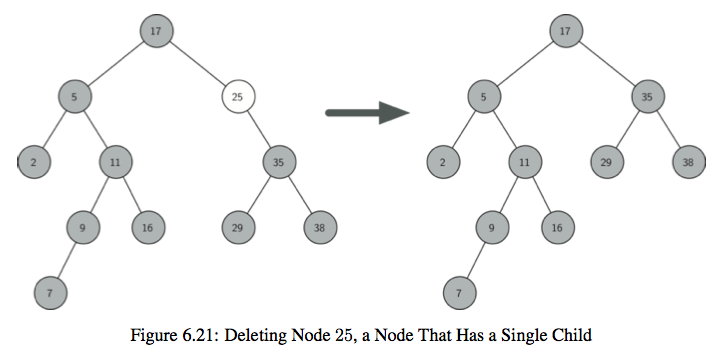 17 17
5 25 5 35
2 11 35 2 11 29 38
9 16 29 38 9 16
7 7
Figure 6.21: Deleting Node 25, a Node That Has a Single Child